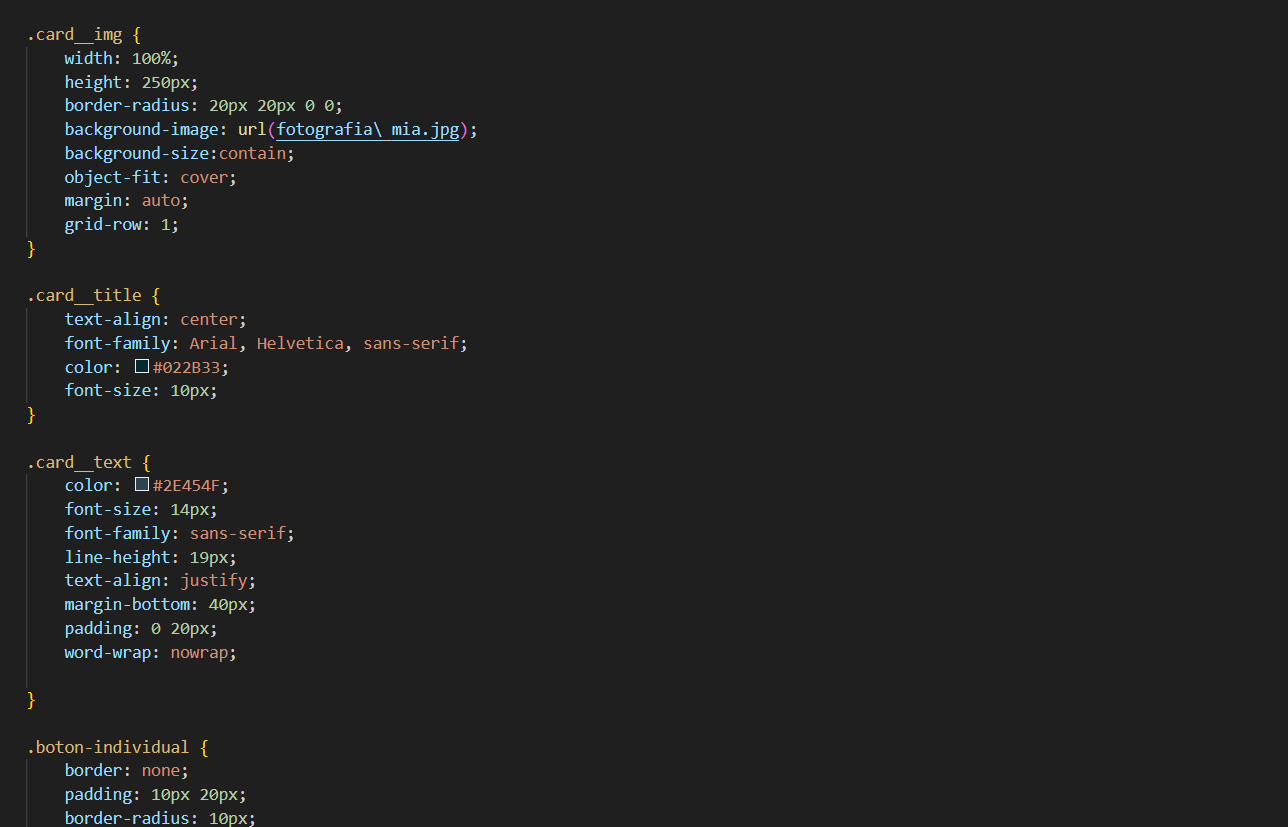 .card__img {
    width: 100%;
    height: 250px;
    border-radius: 20px 20px 0 0;
    background-image: url(fotografia\ mia.jpg);
    background-size:contain;
    object-fit: cover;
    margin: auto;
    grid-row: 1;
}

.card__title {
    text-align: center;
    font-family: Arial, Helvetica, sans-serif;
    color: #022B33;
    font-size: 10px;
}

.card__text {
    color: #2E454F;
    font-size: 14px;
    font-family: sans-serif;
    line-height: 19px;
    text-align: justify;
    margin-bottom: 40px;
    padding: 0 20px;
    word-wrap: nowrap;

}

.boton-individual {
    border: none;
    padding: 10px 20px;
    border-radius: 10px;